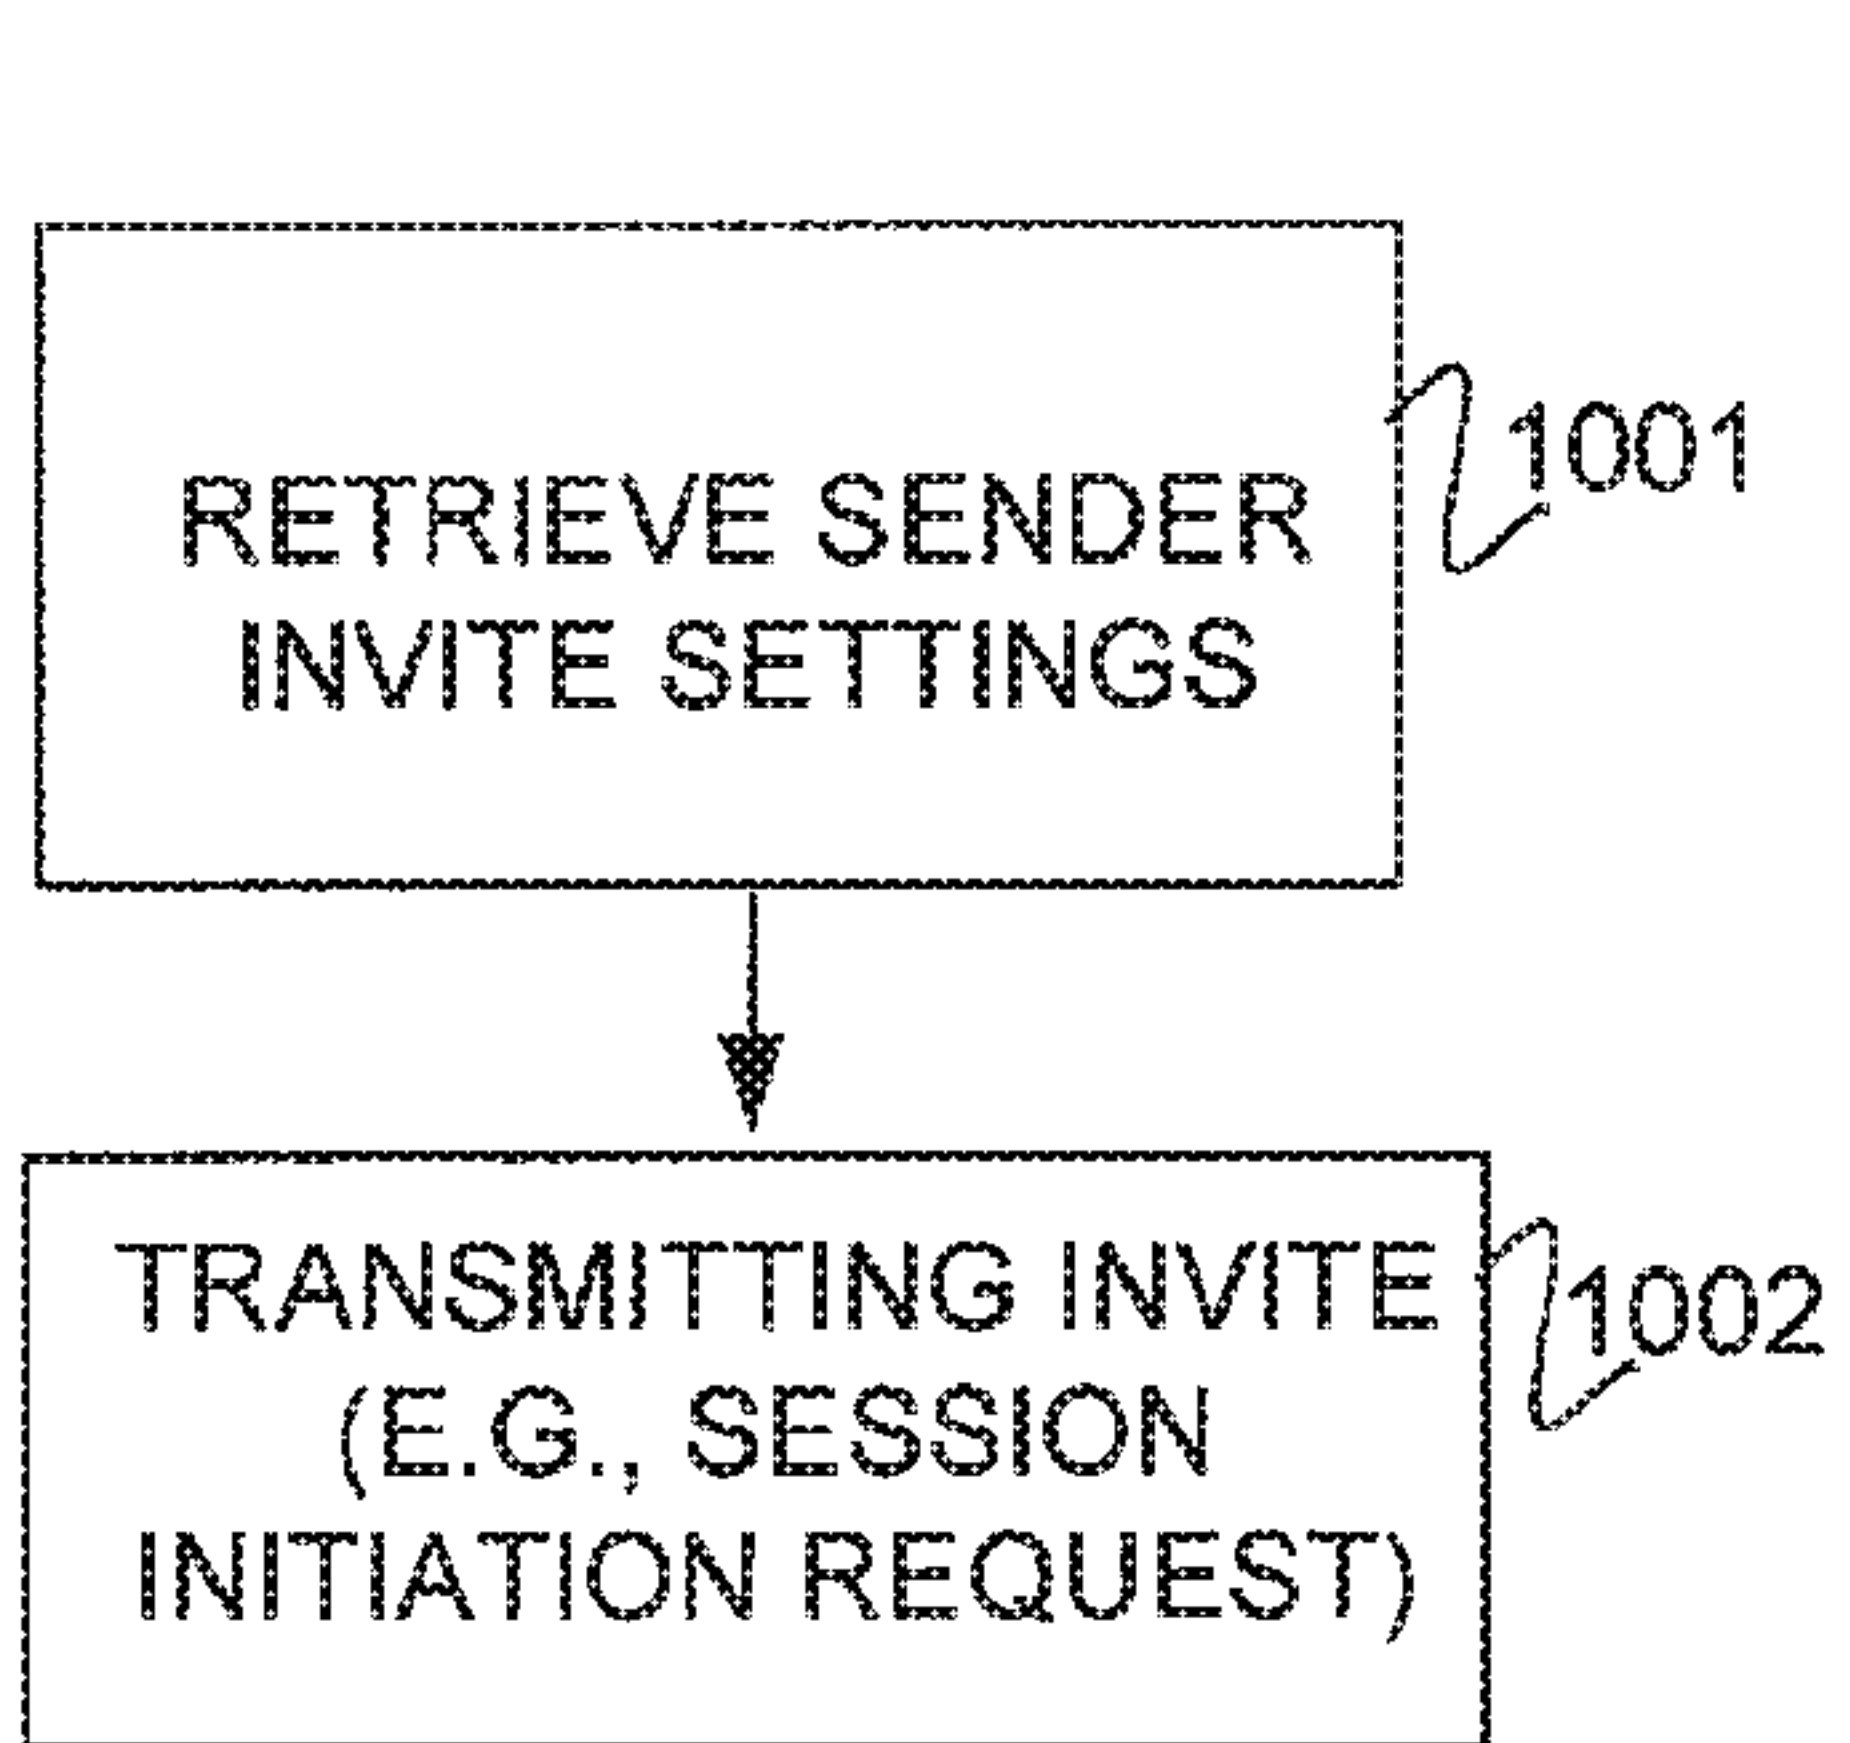 RETRIEVE SENDER
INVITE SETTINGS
1001
TRANSMITTING INVITE
(E.G., SESSION
INITIATION REQUEST)
1002